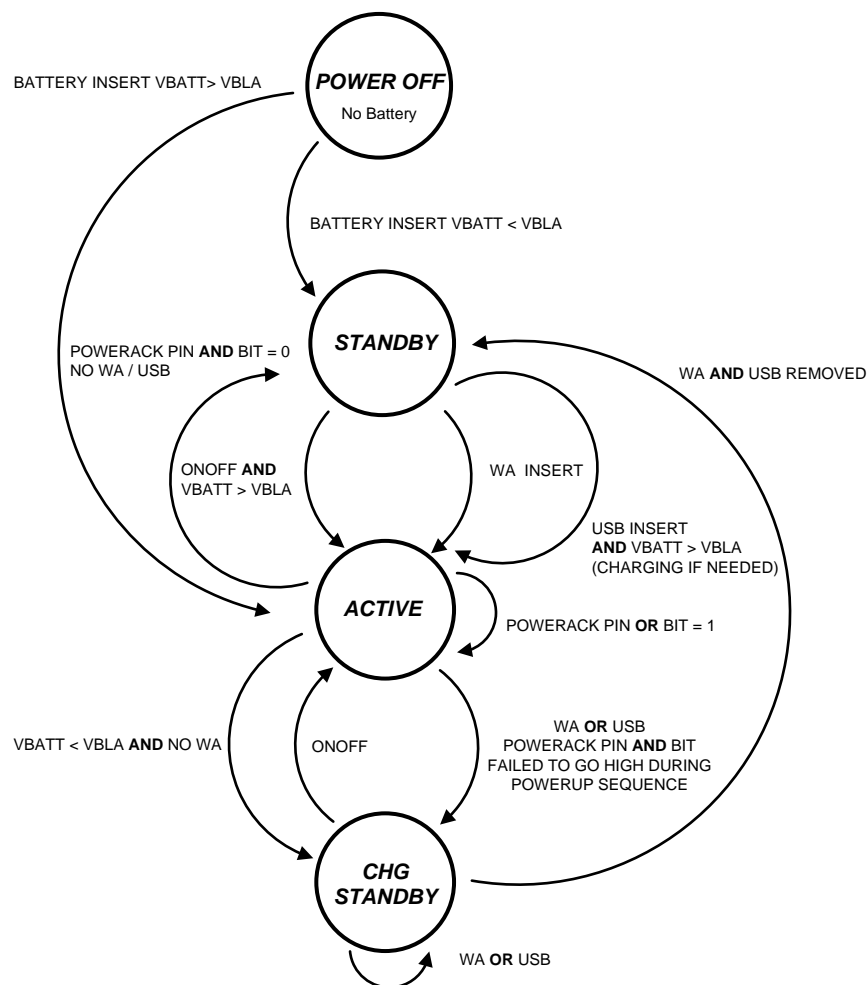 POWER OFF
No Battery
BATTERY INSERT VBATT> VBLA
BATTERY INSERT VBATT < VBLA
STANDBY
POWERACK PIN AND BIT = 0
NO WA / USB
WA AND USB REMOVED
ONOFF AND
VBATT > VBLA
WA INSERT
USB INSERT
AND VBATT > VBLA
(CHARGING IF NEEDED)
ACTIVE
POWERACK PIN OR BIT = 1
VBATT < VBLA AND NO WA
ONOFF
WA OR USB
POWERACK PIN AND BIT
FAILED TO GO HIGH DURING
POWERUP SEQUENCE
CHG
STANDBY
WA OR USB